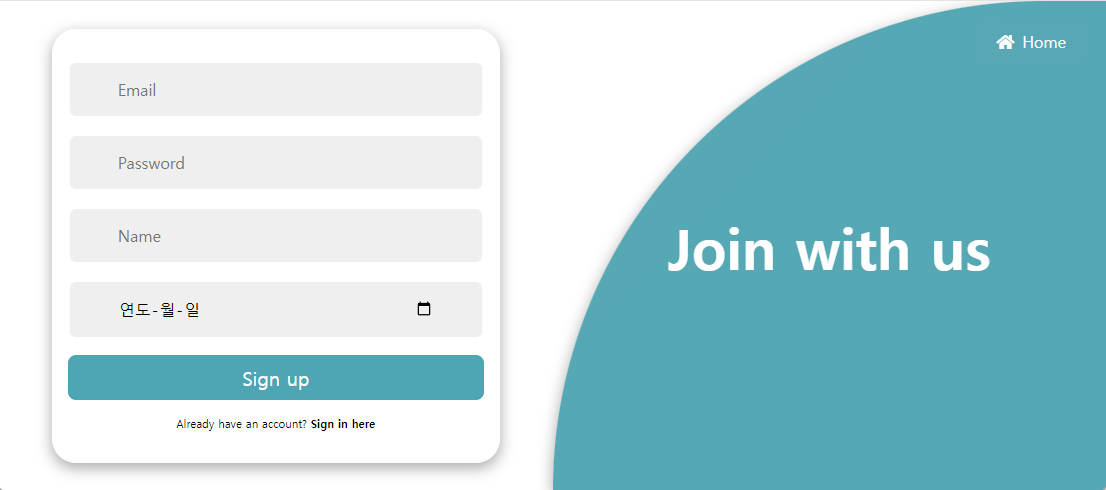 Home
Email
Password
Name
연도-월-일
Sign up
Already have an account? Sign in here
Join with us